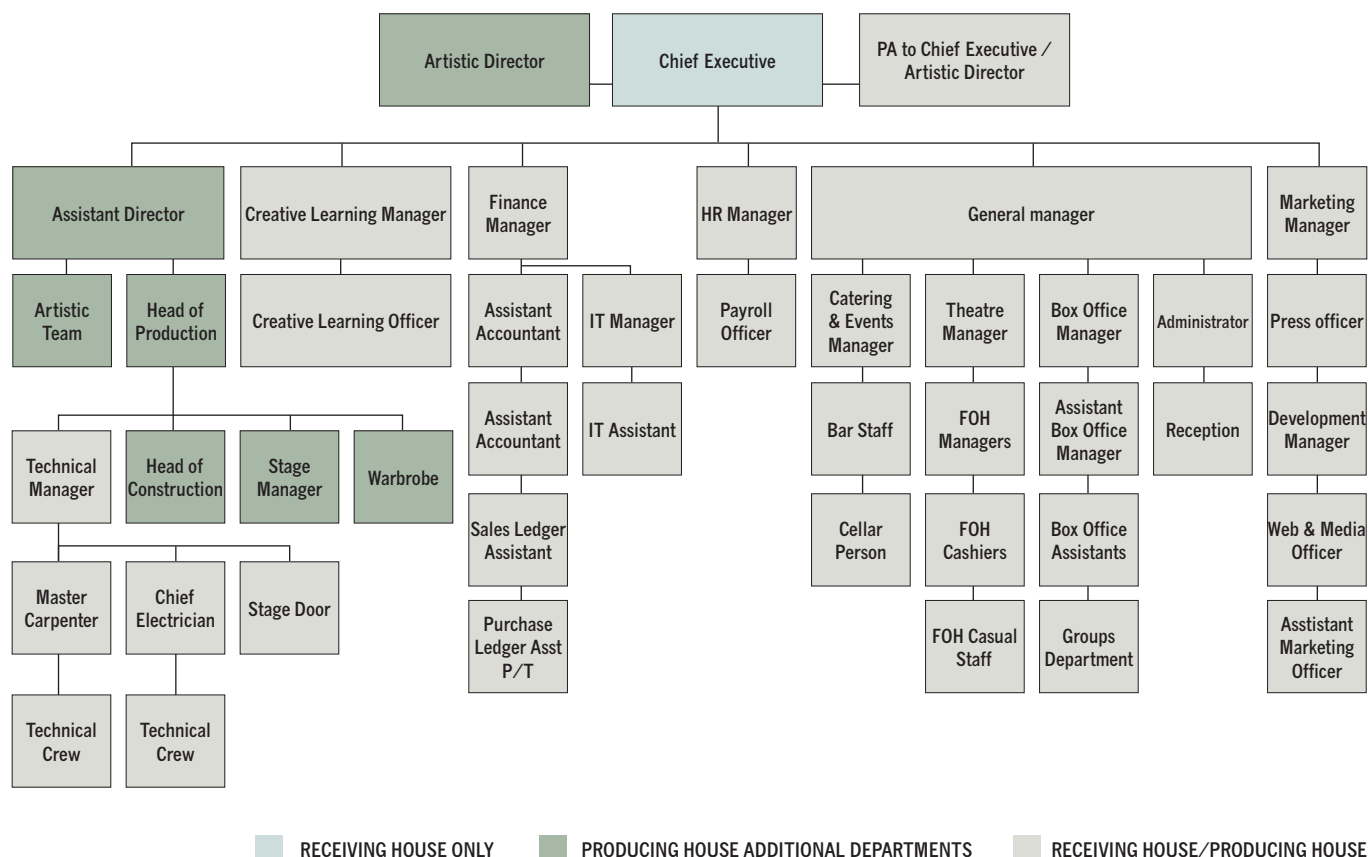 Artistic Director
Chief Executive
PA to Chief Executive /
Artistic Director
Assistant Director
Creative Learning Manager
Finance
Manager
HR Manager
General manager
Marketing
Manager
Artistic
Team
Head of
Production
Creative Learning Officer
Assistant
Accountant
IT Manager
Payroll
Officer
Catering
& Events
Manager
Theatre
Manager
Box Office
Manager
Administrator
Press officer
Technical
Manager
Head of
Construction
Stage
Manager
Warbrobe
Assistant
Accountant
IT Assistant
Bar Staff
FOH
Managers
Assistant
Box Office
Manager
Reception
Development
Manager
Sales Ledger
Assistant
Cellar
Person
FOH
Cashiers
Box Office
Assistants
Web & Media
Officer
Master
Carpenter
Chief
Electrician
Stage Door
Purchase
Ledger Asst
P/T
FOH Casual
Staff
Groups
Department
Asstistant
Marketing
Officer
Technical
Crew
Technical
Crew
RECEIVING HOUSE ONLY
PRODUCING HOUSE ADDITIONAL DEPARTMENTS
RECEIVING HOUSE/PRODUCING HOUSE